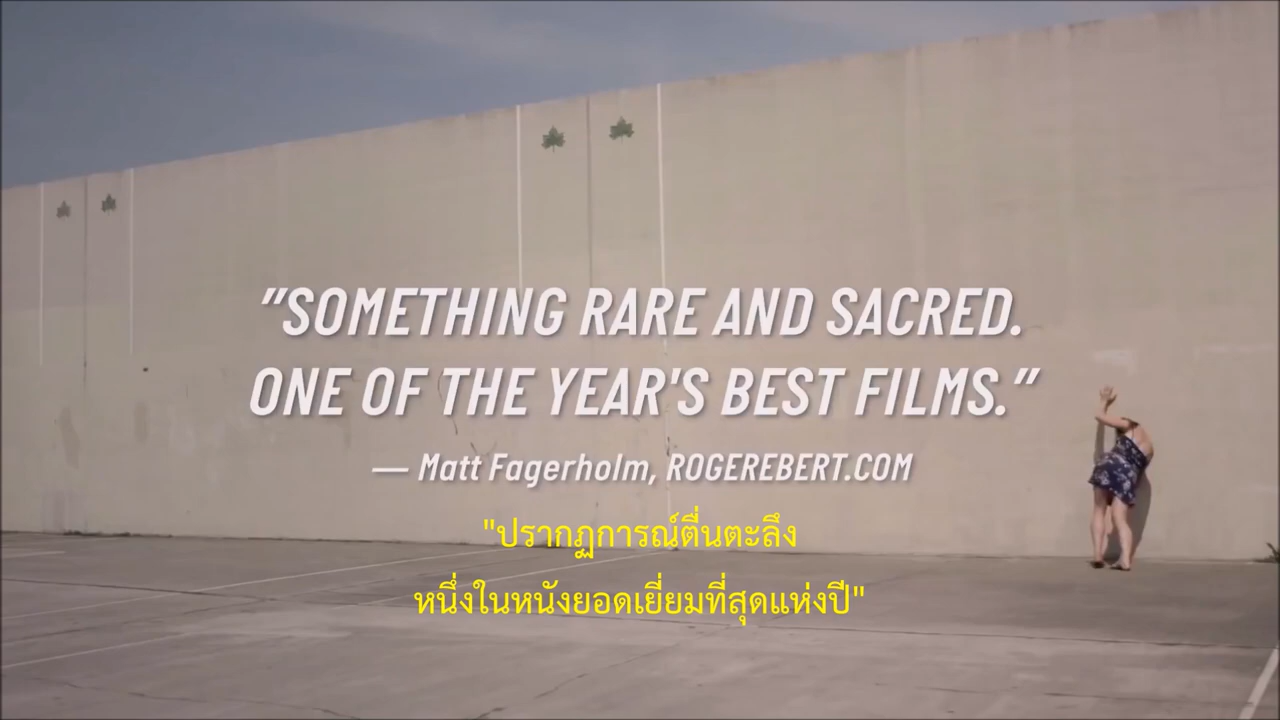 "SOMETHING RARE AND SACRED.
ONE OF THE YEAR'S BEST FILMS."
— Matt Fagerholm, ROGEREBERT.COM
"ปรากฏการณ์ตื่นตะลึง
หนึ่งในหนังยอดเยี่ยมที่สุดแห่งปี"